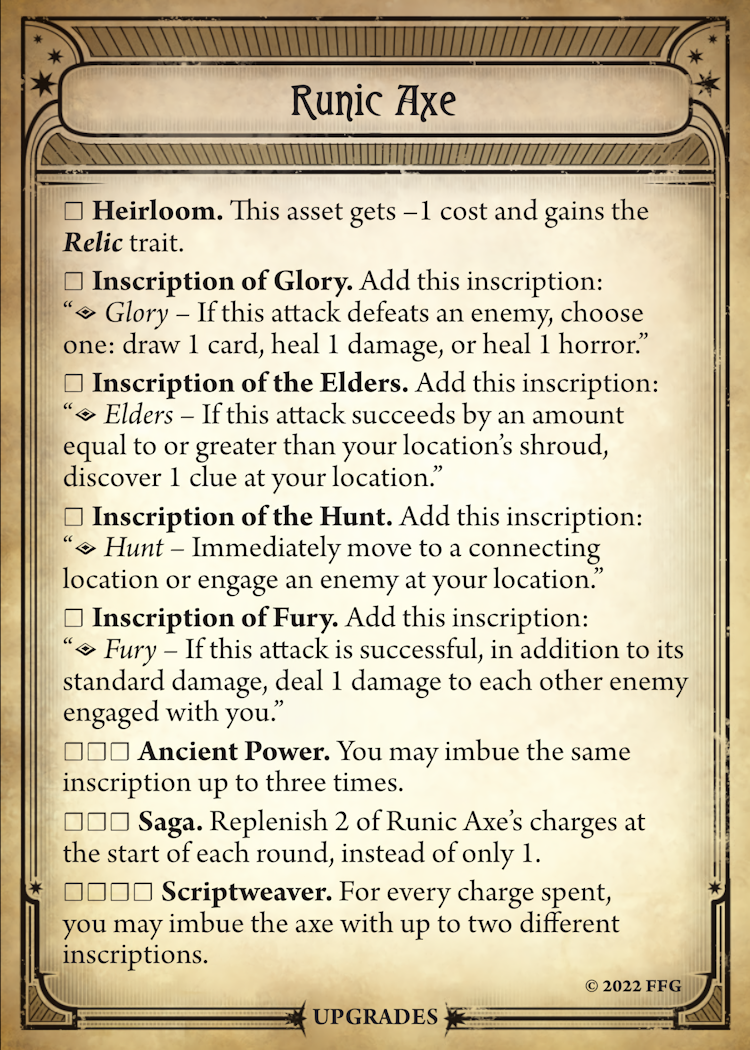 Runic Axe
☐ Heirloom. This asset gets –1 cost and gains the
Relic trait.
☐ Inscription of Glory. Add this inscription:
“ Glory – If this attack defeats an enemy, choose
one: draw 1 card, heal 1 damage, or heal 1 horror.”
☐ Inscription of the Elders. Add this inscription:
“ Elders – If this attack succeeds by an amount
equal to or greater than your location’s shroud,
discover 1 clue at your location.”
☐ Inscription of the Hunt. Add this inscription:
“ Hunt – Immediately move to a connecting
location or engage an enemy at your location.”
☐ Inscription of Fury. Add this inscription:
“ Fury – If this attack is successful, in addition to its
standard damage, deal 1 damage to each other enemy
engaged with you.”
☐☐☐ Ancient Power. You may imbue the same
inscription up to three times.
☐☐☐ Saga. Replenish 2 of Runic Axe’s charges at
the start of each round, instead of only 1.
☐☐☐☐ Scriptweaver. For every charge spent,
you may imbue the axe with up to two different
inscriptions.
© 2022 FFG
UPGRADES